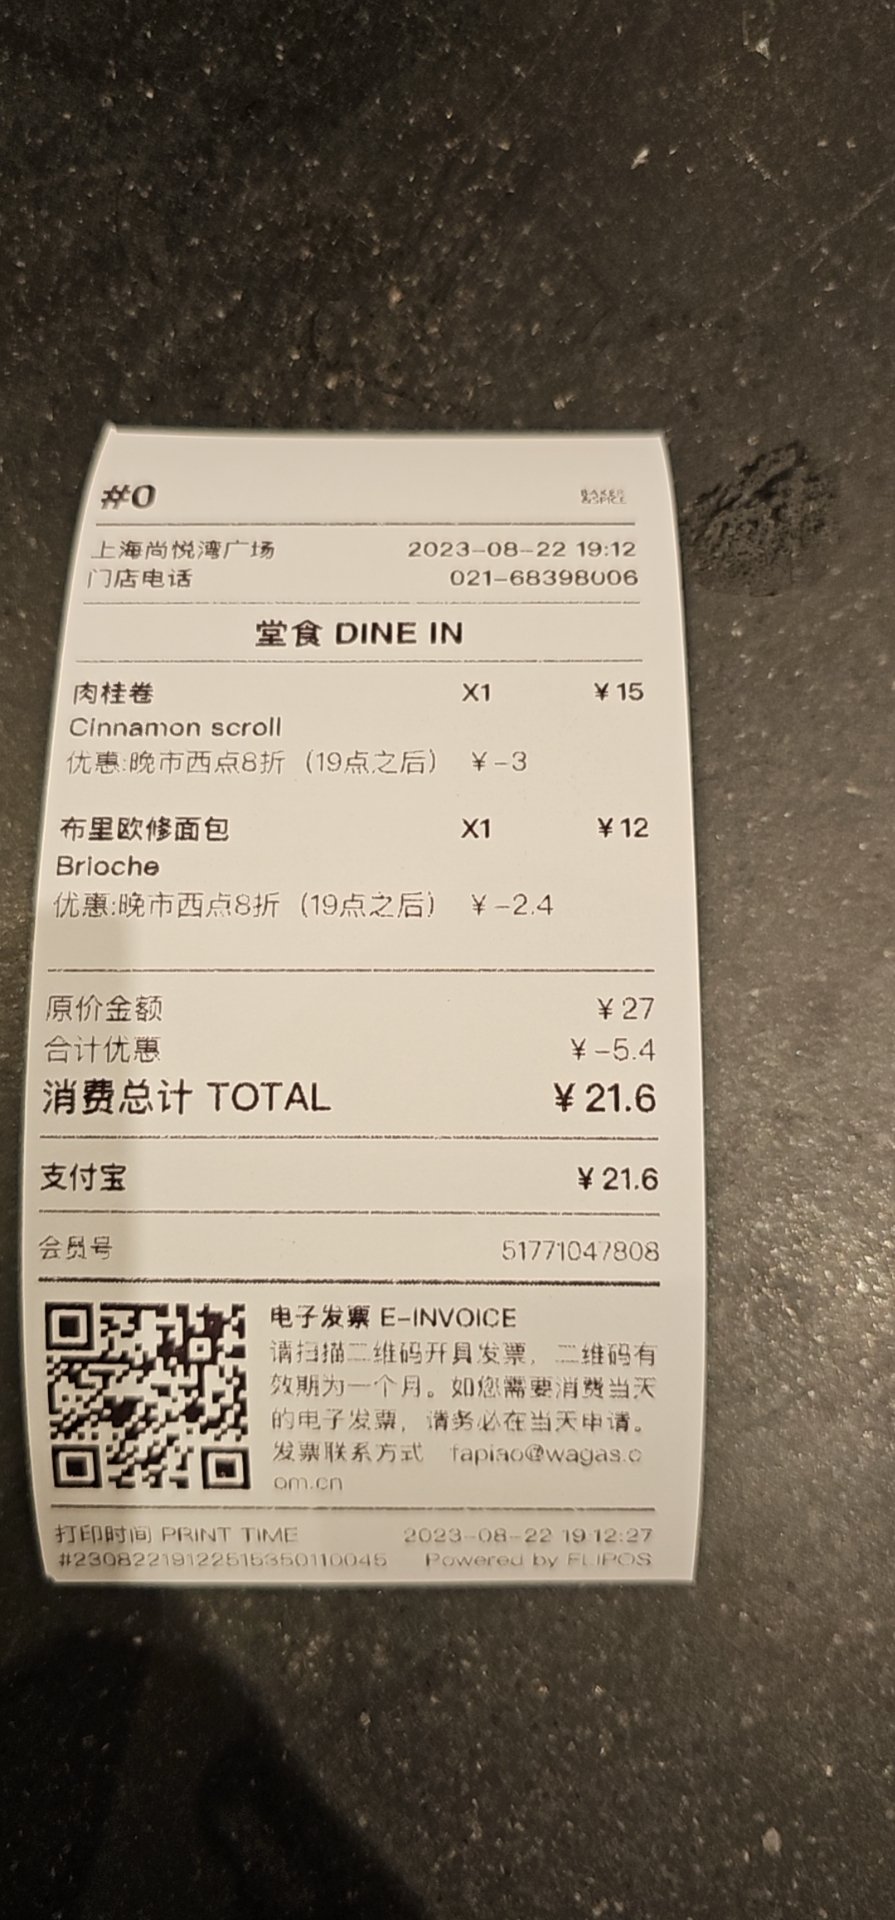 #0
BAKER
&SPICE
上海尚悦湾广场 2023-08-22 19:12
门店电话 021-68398006
堂食 DINE IN
肉桂卷 X1 ¥15
Cinnamon scroll
优惠:晚市西点8折（19点之后） ¥-3
布里欧修面包 X1 ¥12
Brioche
优惠:晚市西点8折（19点之后） ¥-2.4
原价金额 ¥27
合计优惠 ¥-5.4
消费总计 TOTAL ¥21.6
支付宝 ¥21.6
会员号 51771047808
电子发票 E-INVOICE
请扫描二维码开具发票，二维码有
效期为一个月。如您需要消费当天
的电子发票，请务必在当天申请。
发票联系方式 fapiao@wagas.c
om.cn
打印时间 PRINT TIME 2023-08-22 19:12:27
#23082219122515350110045 Powered by FLIPOS